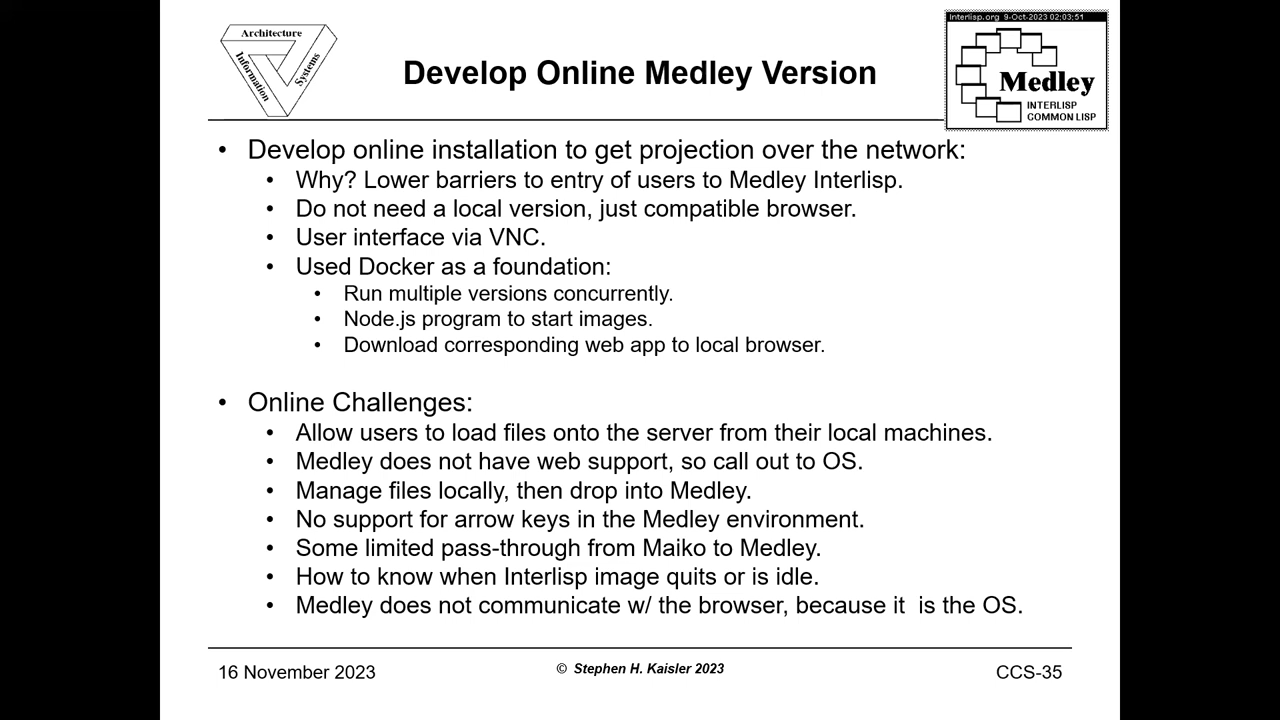 Architecture
Information
Systems
Develop Online Medley Version
Interlisp.org 9-Oct-2023 02:03:51
Medley
INTERLISP
COMMON LISP
• Develop online installation to get projection over the network:
• Why? Lower barriers to entry of users to Medley Interlisp.
• Do not need a local version, just compatible browser.
• User interface via VNC.
• Used Docker as a foundation:
• Run multiple versions concurrently.
• Node.js program to start images.
• Download corresponding web app to local browser.
• Online Challenges:
• Allow users to load files onto the server from their local machines.
• Medley does not have web support, so call out to OS.
• Manage files locally, then drop into Medley.
• No support for arrow keys in the Medley environment.
• Some limited pass-through from Maiko to Medley.
• How to know when Interlisp image quits or is idle.
• Medley does not communicate w/ the browser, because it  is the OS.
16 November 2023
© Stephen H. Kaisler 2023
CCS-35